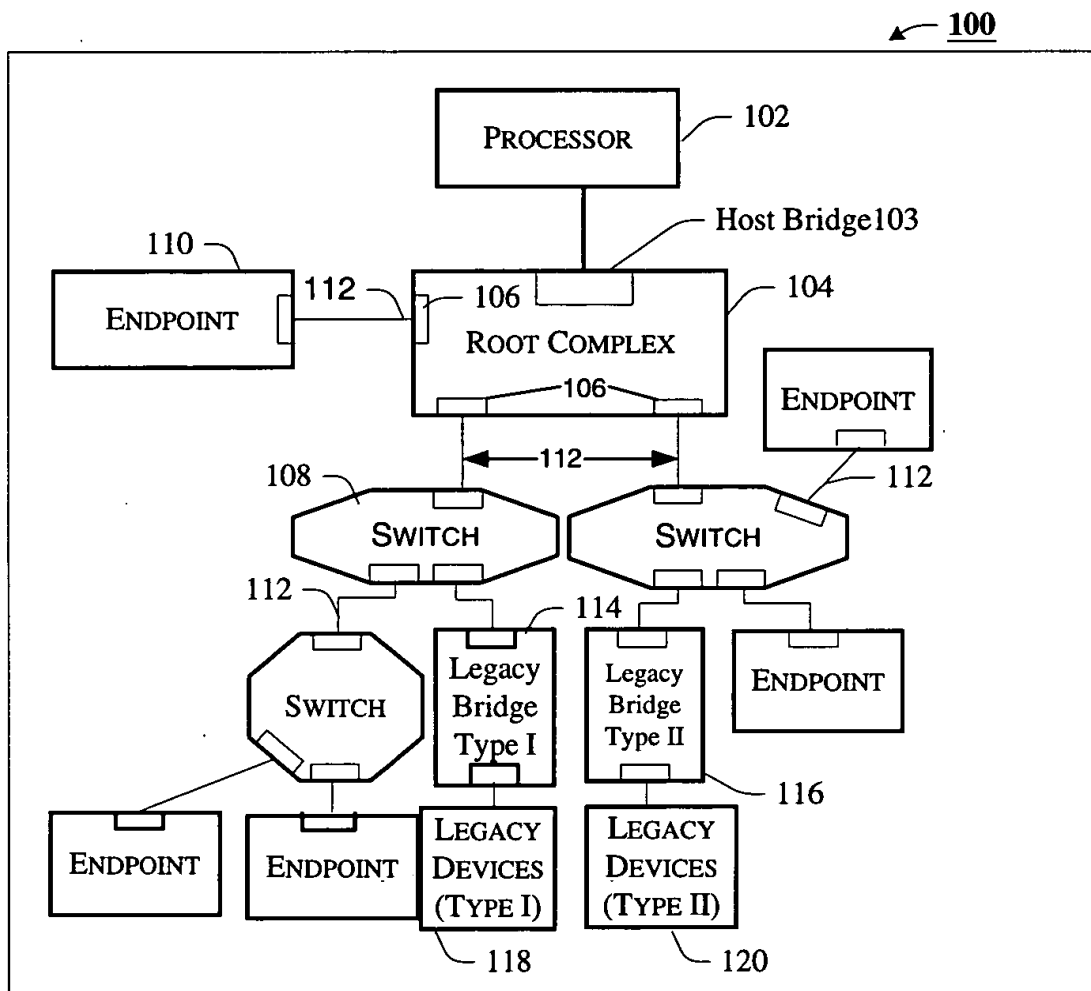 100
PROCESSOR
102
Host Bridge103
110
ENDPOINT
112
106
ROOT COMPLEX
104
106
ENDPOINT
112
112
108
SWITCH
SWITCH
112
114
SWITCH
Legacy
Bridge
Type I
Legacy
Bridge
Type II
ENDPOINT
116
ENDPOINT
ENDPOINT
LEGACY
DEVICES
(TYPE I)
LEGACY
DEVICES
(TYPE II)
118
120